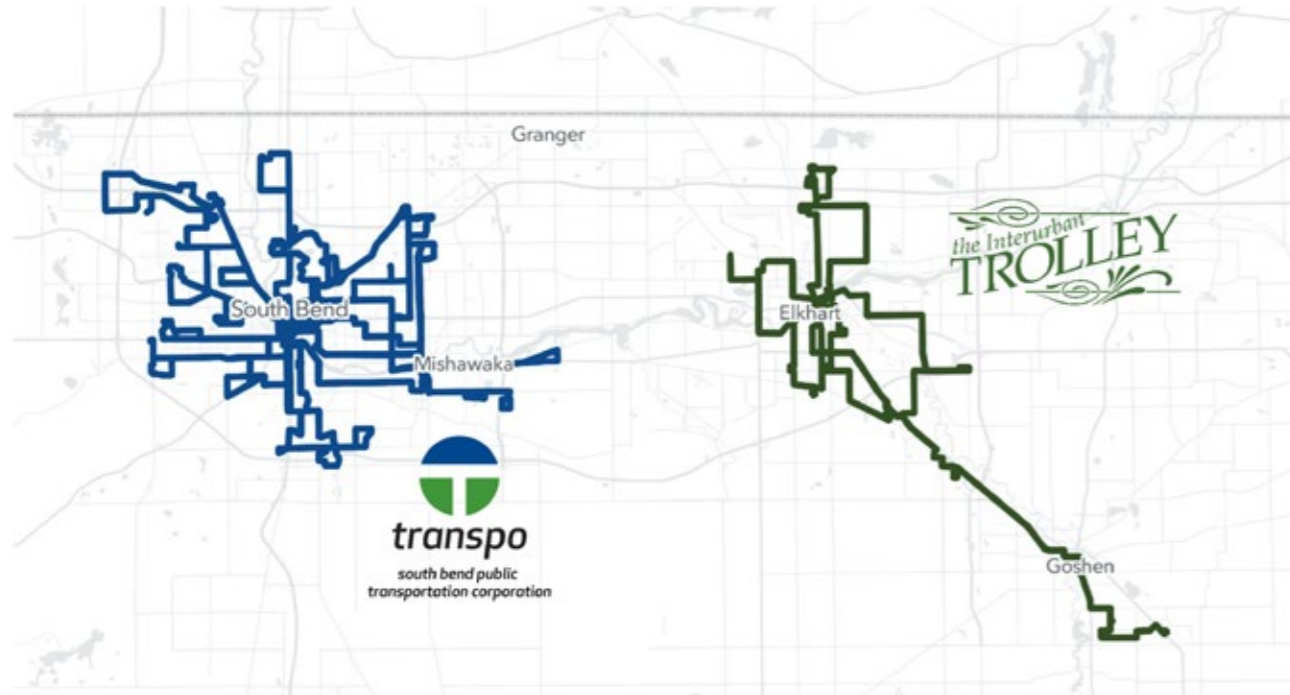 Granger
South Bend
Mishawaka
transpo
south bend public
transportation corporation
Elkhart
the Interurban
TROLLEY
Goshen